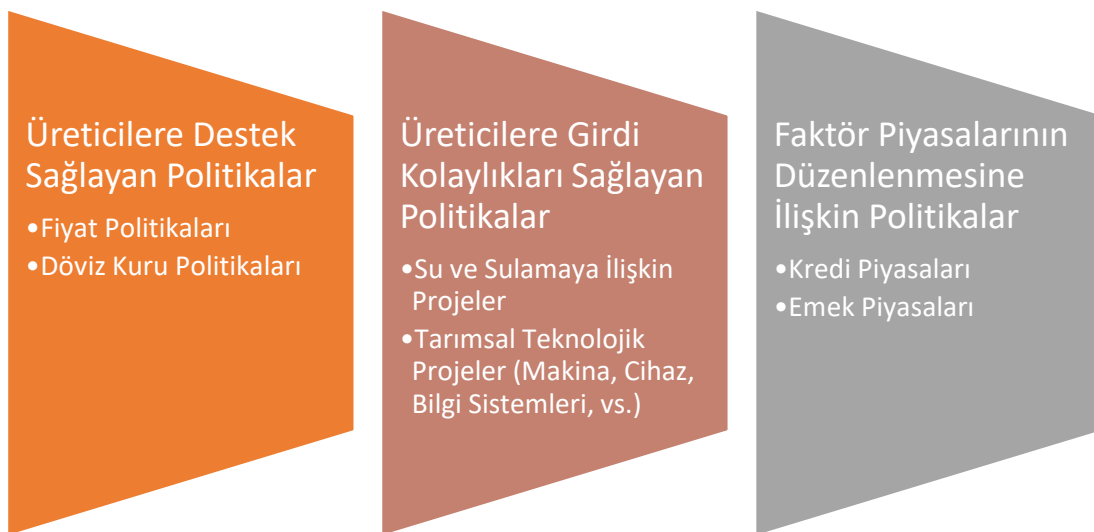 Üreticilere Destek
Sağlayan Politikalar
•Fiyat Politikaları
•Döviz Kuru Politikaları
Üreticilere Girdi
Kolaylıkları Sağlayan
Politikalar
•Su ve Sulamaya İlişkin
Projeler
•Tarımsal Teknolojik
Projeler (Makina, Cihaz,
Bilgi Sistemleri, vs.)
Faktör Piyasalarının
Düzenlenmesine
İlişkin Politikalar
•Kredi Piyasaları
•Emek Piyasaları